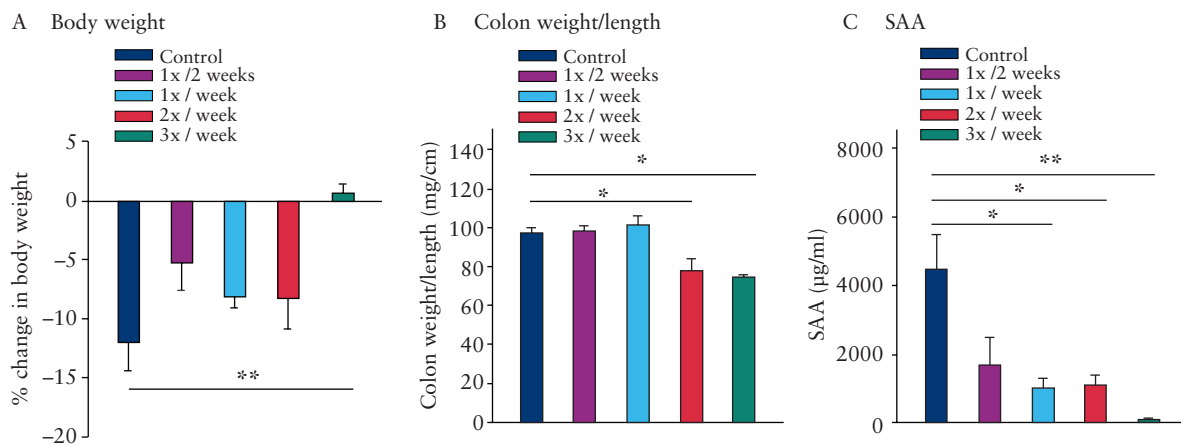 A Body weight
Control
1x /2 weeks
1x / week
2x / week
3x / week
5
0
–5
–10
–15
–20
% change in body weight
**
B Colon weight/length
Control
1x /2 weeks
1x / week
2x / week
3x / week
140
120
100
80
60
40
20
0
Colon weight/length (mg/cm)
*
*
C SAA
Control
1x /2 weeks
1x / week
2x / week
3x / week
8000
6000
4000
2000
0
SAA (µg/ml)
**
*
*